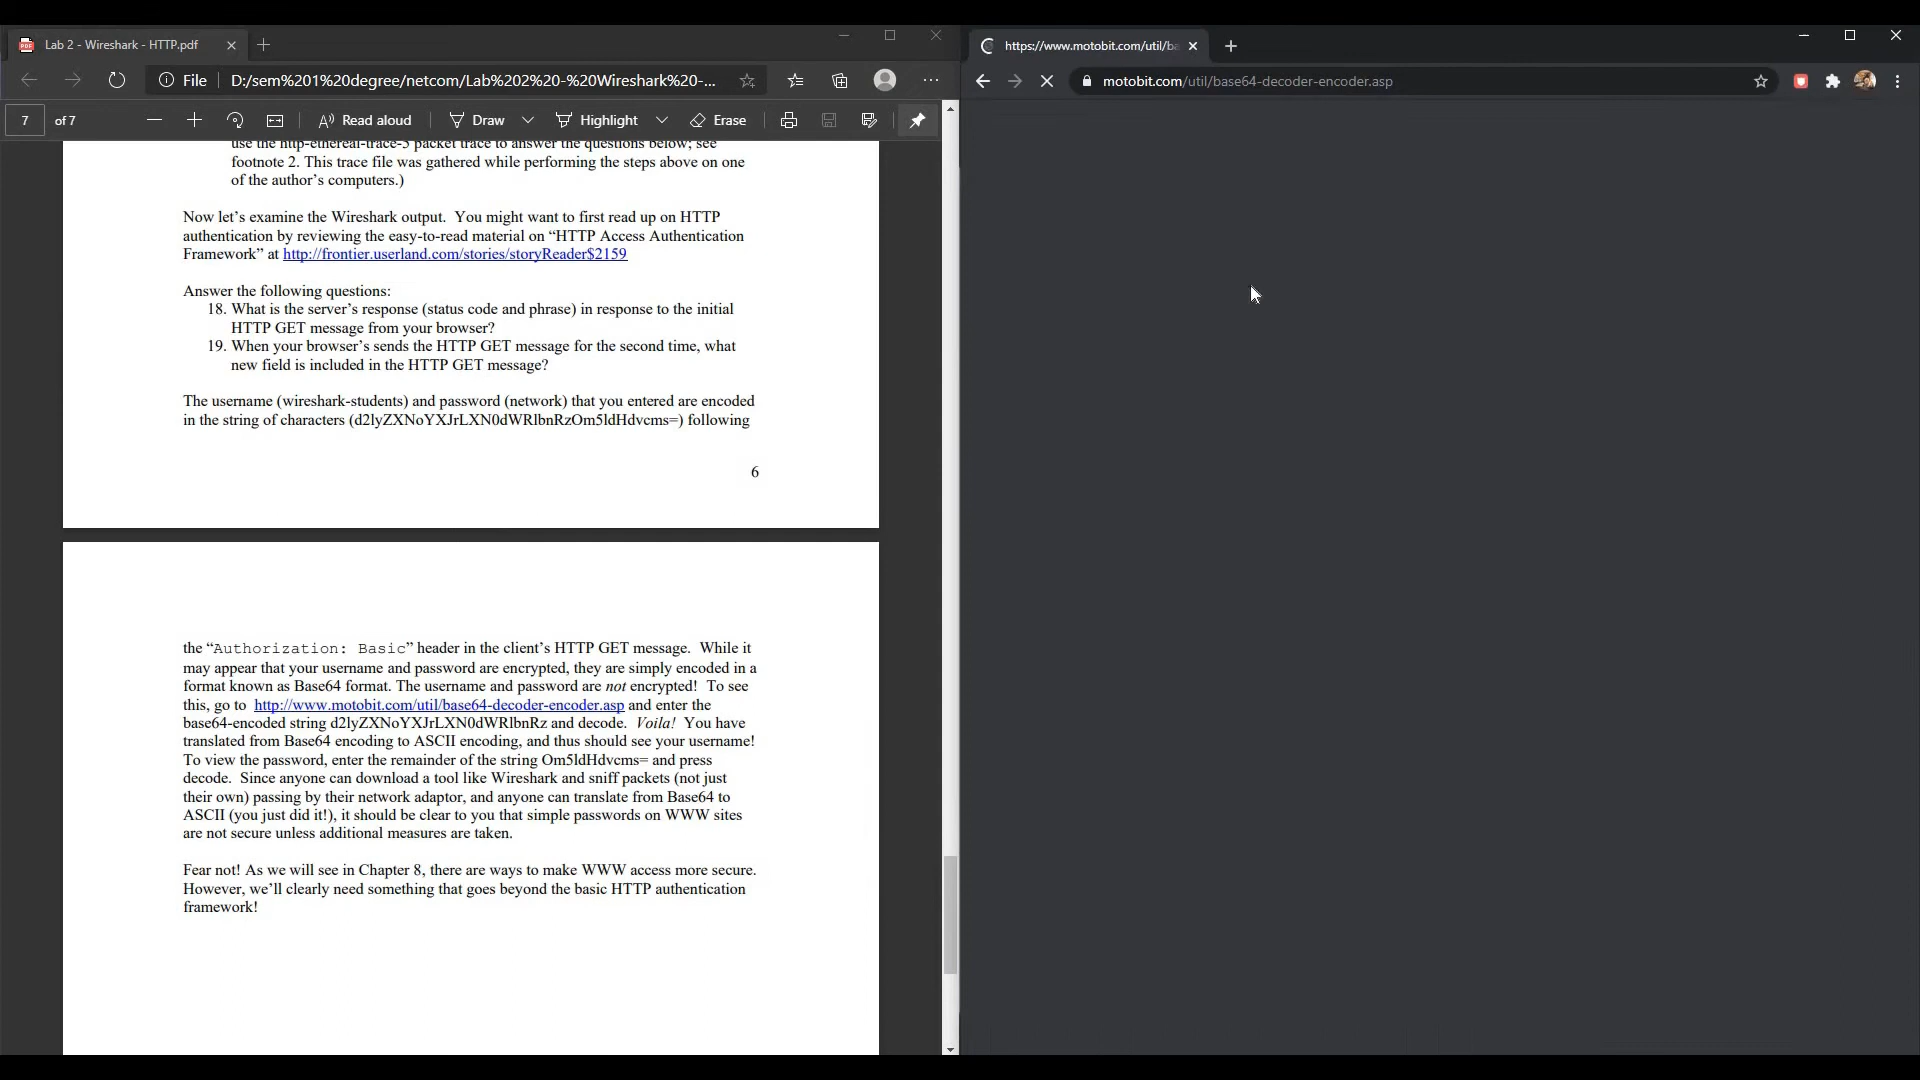 Lab 2 - Wireshark - HTTP.pdf
File
D:/sem%201%20degree/netcom/Lab%202%20-%20Wireshark%20-...
7 of 7
Read aloud
Draw
Highlight
Erase
use the http-ethereal-trace-5 packet trace to answer the questions below; see
footnote 2. This trace file was gathered while performing the steps above on one
of the author’s computers.)
Now let’s examine the Wireshark output. You might want to first read up on HTTP
authentication by reviewing the easy-to-read material on “HTTP Access Authentication
Framework” at http://frontier.userland.com/stories/storyReader$2159
Answer the following questions:
18. What is the server’s response (status code and phrase) in response to the initial
HTTP GET message from your browser?
19. When your browser’s sends the HTTP GET message for the second time, what
new field is included in the HTTP GET message?
The username (wireshark-students) and password (network) that you entered are encoded
in the string of characters (d2lyZXNoYXJrLXN0dWRlbnRzOm5ldHdvcms=) following
6
the “Authorization: Basic” header in the client’s HTTP GET message. While it
may appear that your username and password are encrypted, they are simply encoded in a
format known as Base64 format. The username and password are not encrypted! To see
this, go to http://www.motobit.com/util/base64-decoder-encoder.asp and enter the
base64-encoded string d2lyZXNoYXJrLXN0dWRlbnRz and decode. Voila! You have
translated from Base64 encoding to ASCII encoding, and thus should see your username!
To view the password, enter the remainder of the string Om5ldHdvcms= and press
decode. Since anyone can download a tool like Wireshark and sniff packets (not just
their own) passing by their network adaptor, and anyone can translate from Base64 to
ASCII (you just did it!), it should be clear to you that simple passwords on WWW sites
are not secure unless additional measures are taken.
Fear not! As we will see in Chapter 8, there are ways to make WWW access more secure.
However, we’ll clearly need something that goes beyond the basic HTTP authentication
framework!
https://www.motobit.com/util/ba
motobit.com/util/base64-decoder-encoder.asp